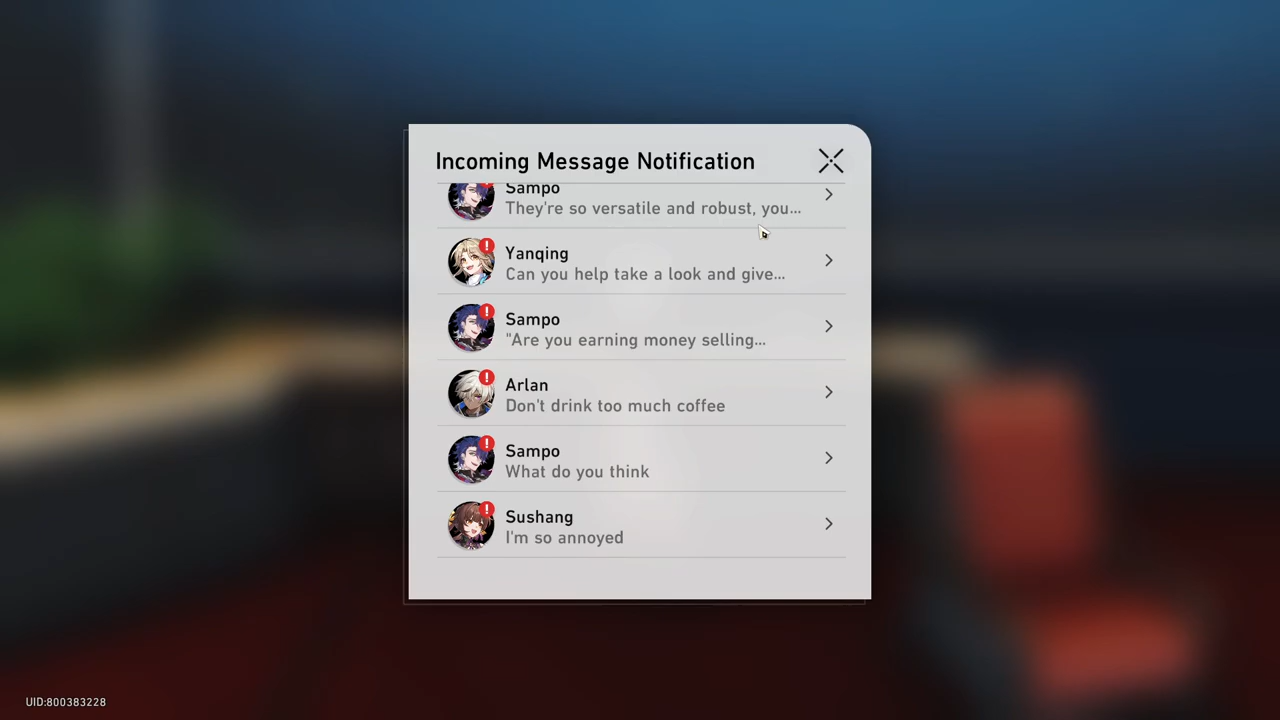 Incoming Message Notification
Sampo
They're so versatile and robust, you...
Yanqing
Can you help take a look and give...
Sampo
"Are you earning money selling...
Arlan
Don't drink too much coffee
Sampo
What do you think
Sushang
I'm so annoyed
UID:800383228